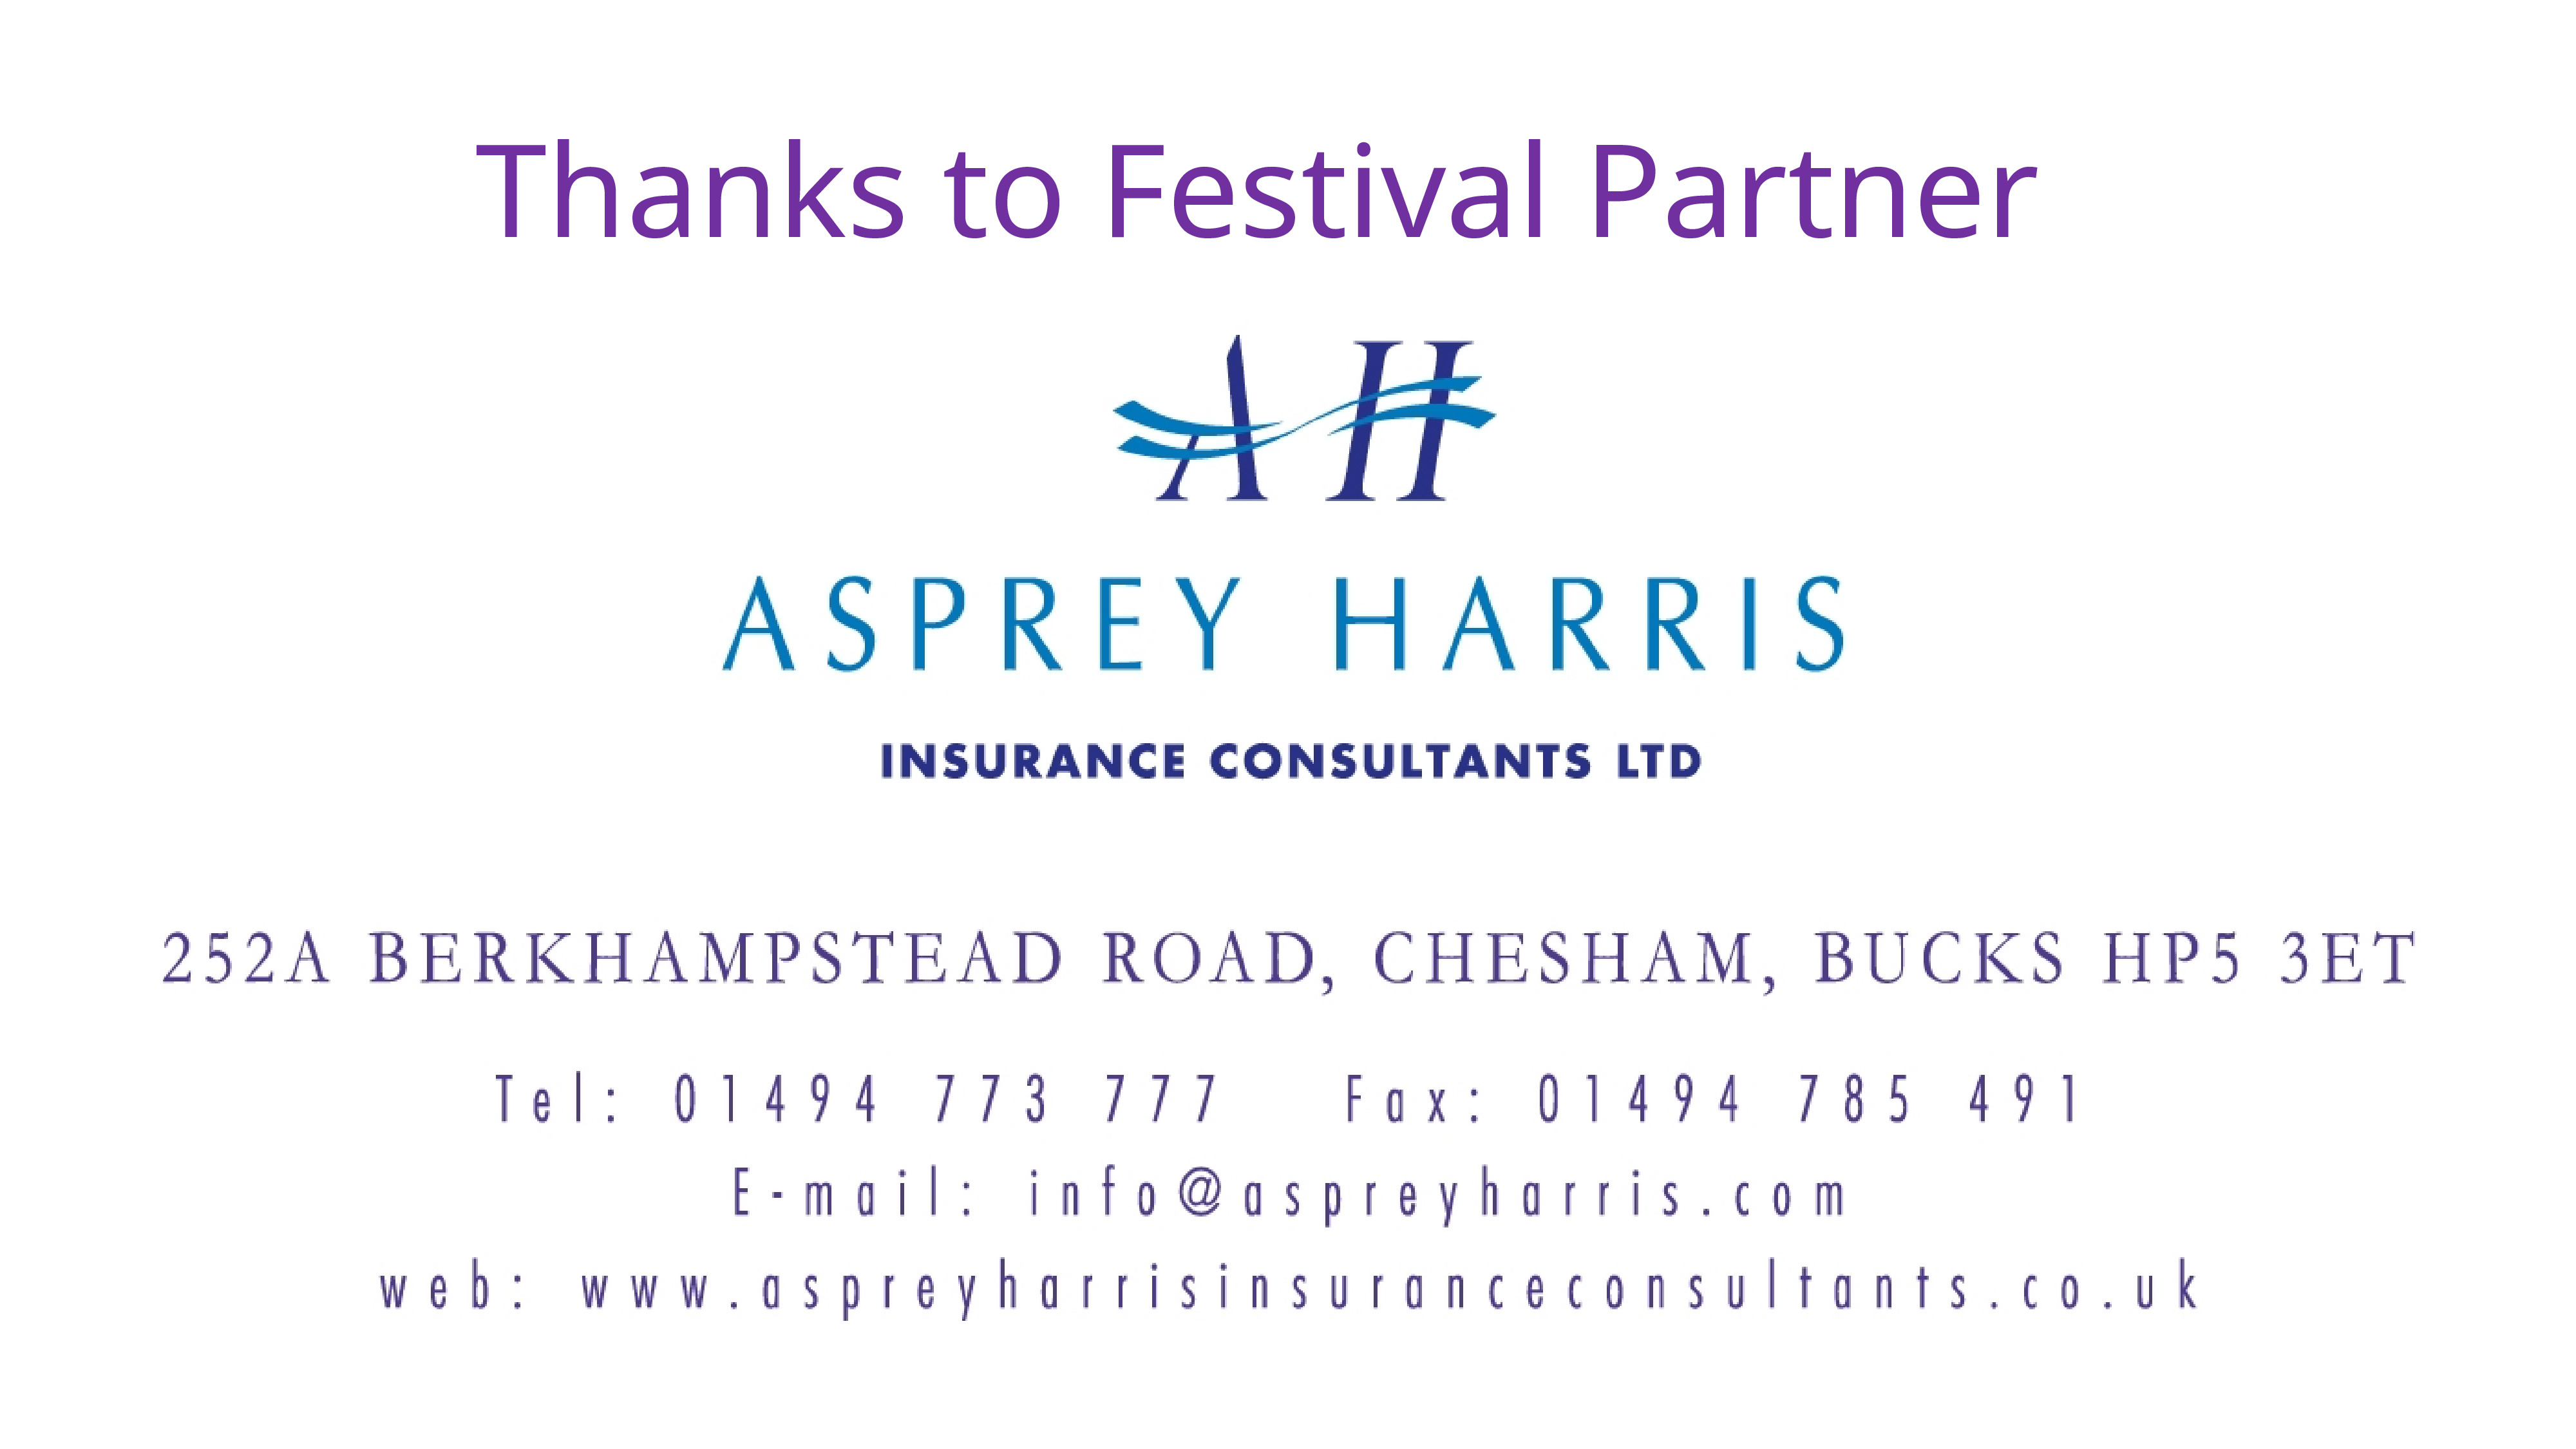 Thanks to Festival Partner
AH
ASPREY HARRIS
INSURANCE CONSULTANTS LTD
252A BERKHAMPSTEAD ROAD, CHESHAM, BUCKS HP5 3ET
Tel: 01494 773 777 Fax: 01494 785 491
E-mail: info@aspreyharris.com
web: www.aspreyharrisinsuranceconsultants.co.uk